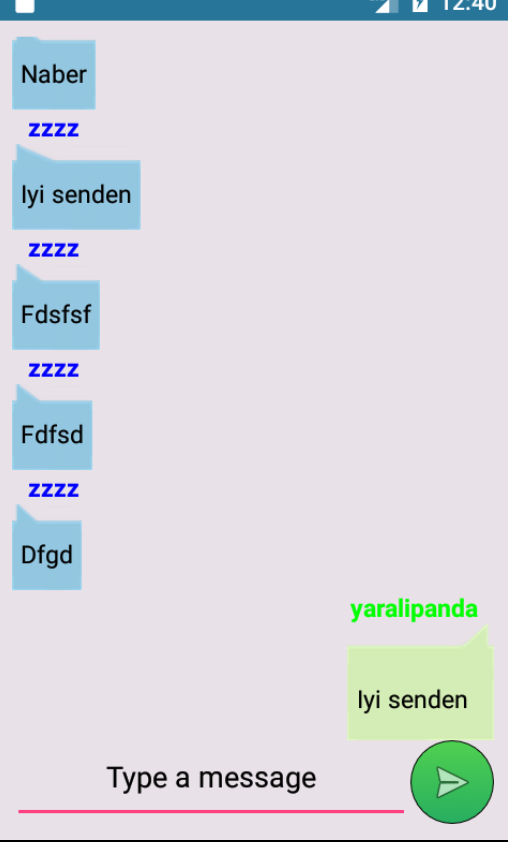 12:40
Naber
zzzz
Iyi senden
zzzz
Fdsfsf
zzzz
Fdfsd
zzzz
Dfgd
yaralipanda
Iyi senden
Type a message